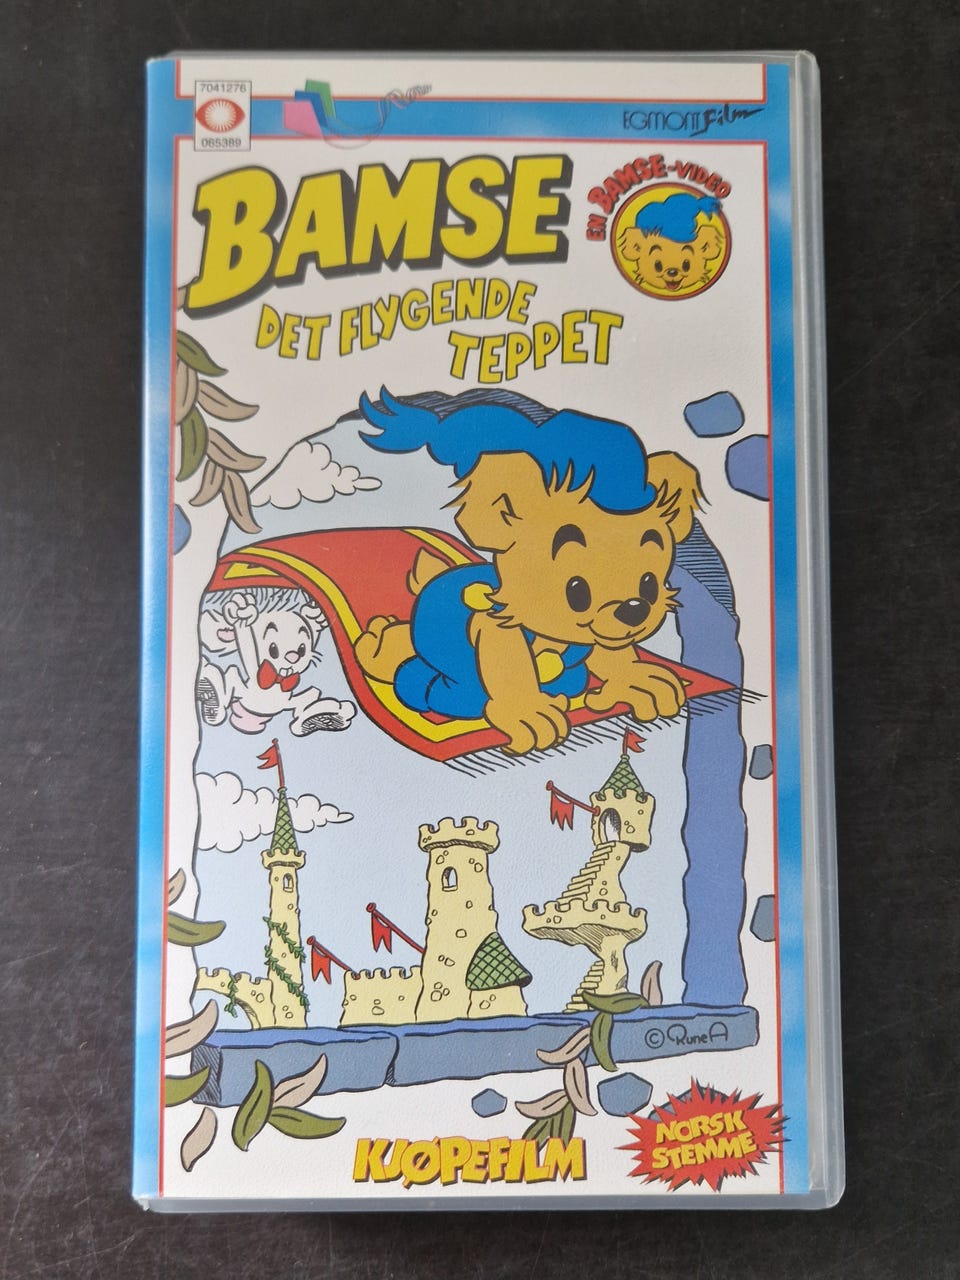 7041276
065389
EGMONT Film
EN BAMSE-VIDEO
BAMSE
DET FLYGENDE
TEPPET
© Rune A
KJØPEFILM
NORSK
STEMME